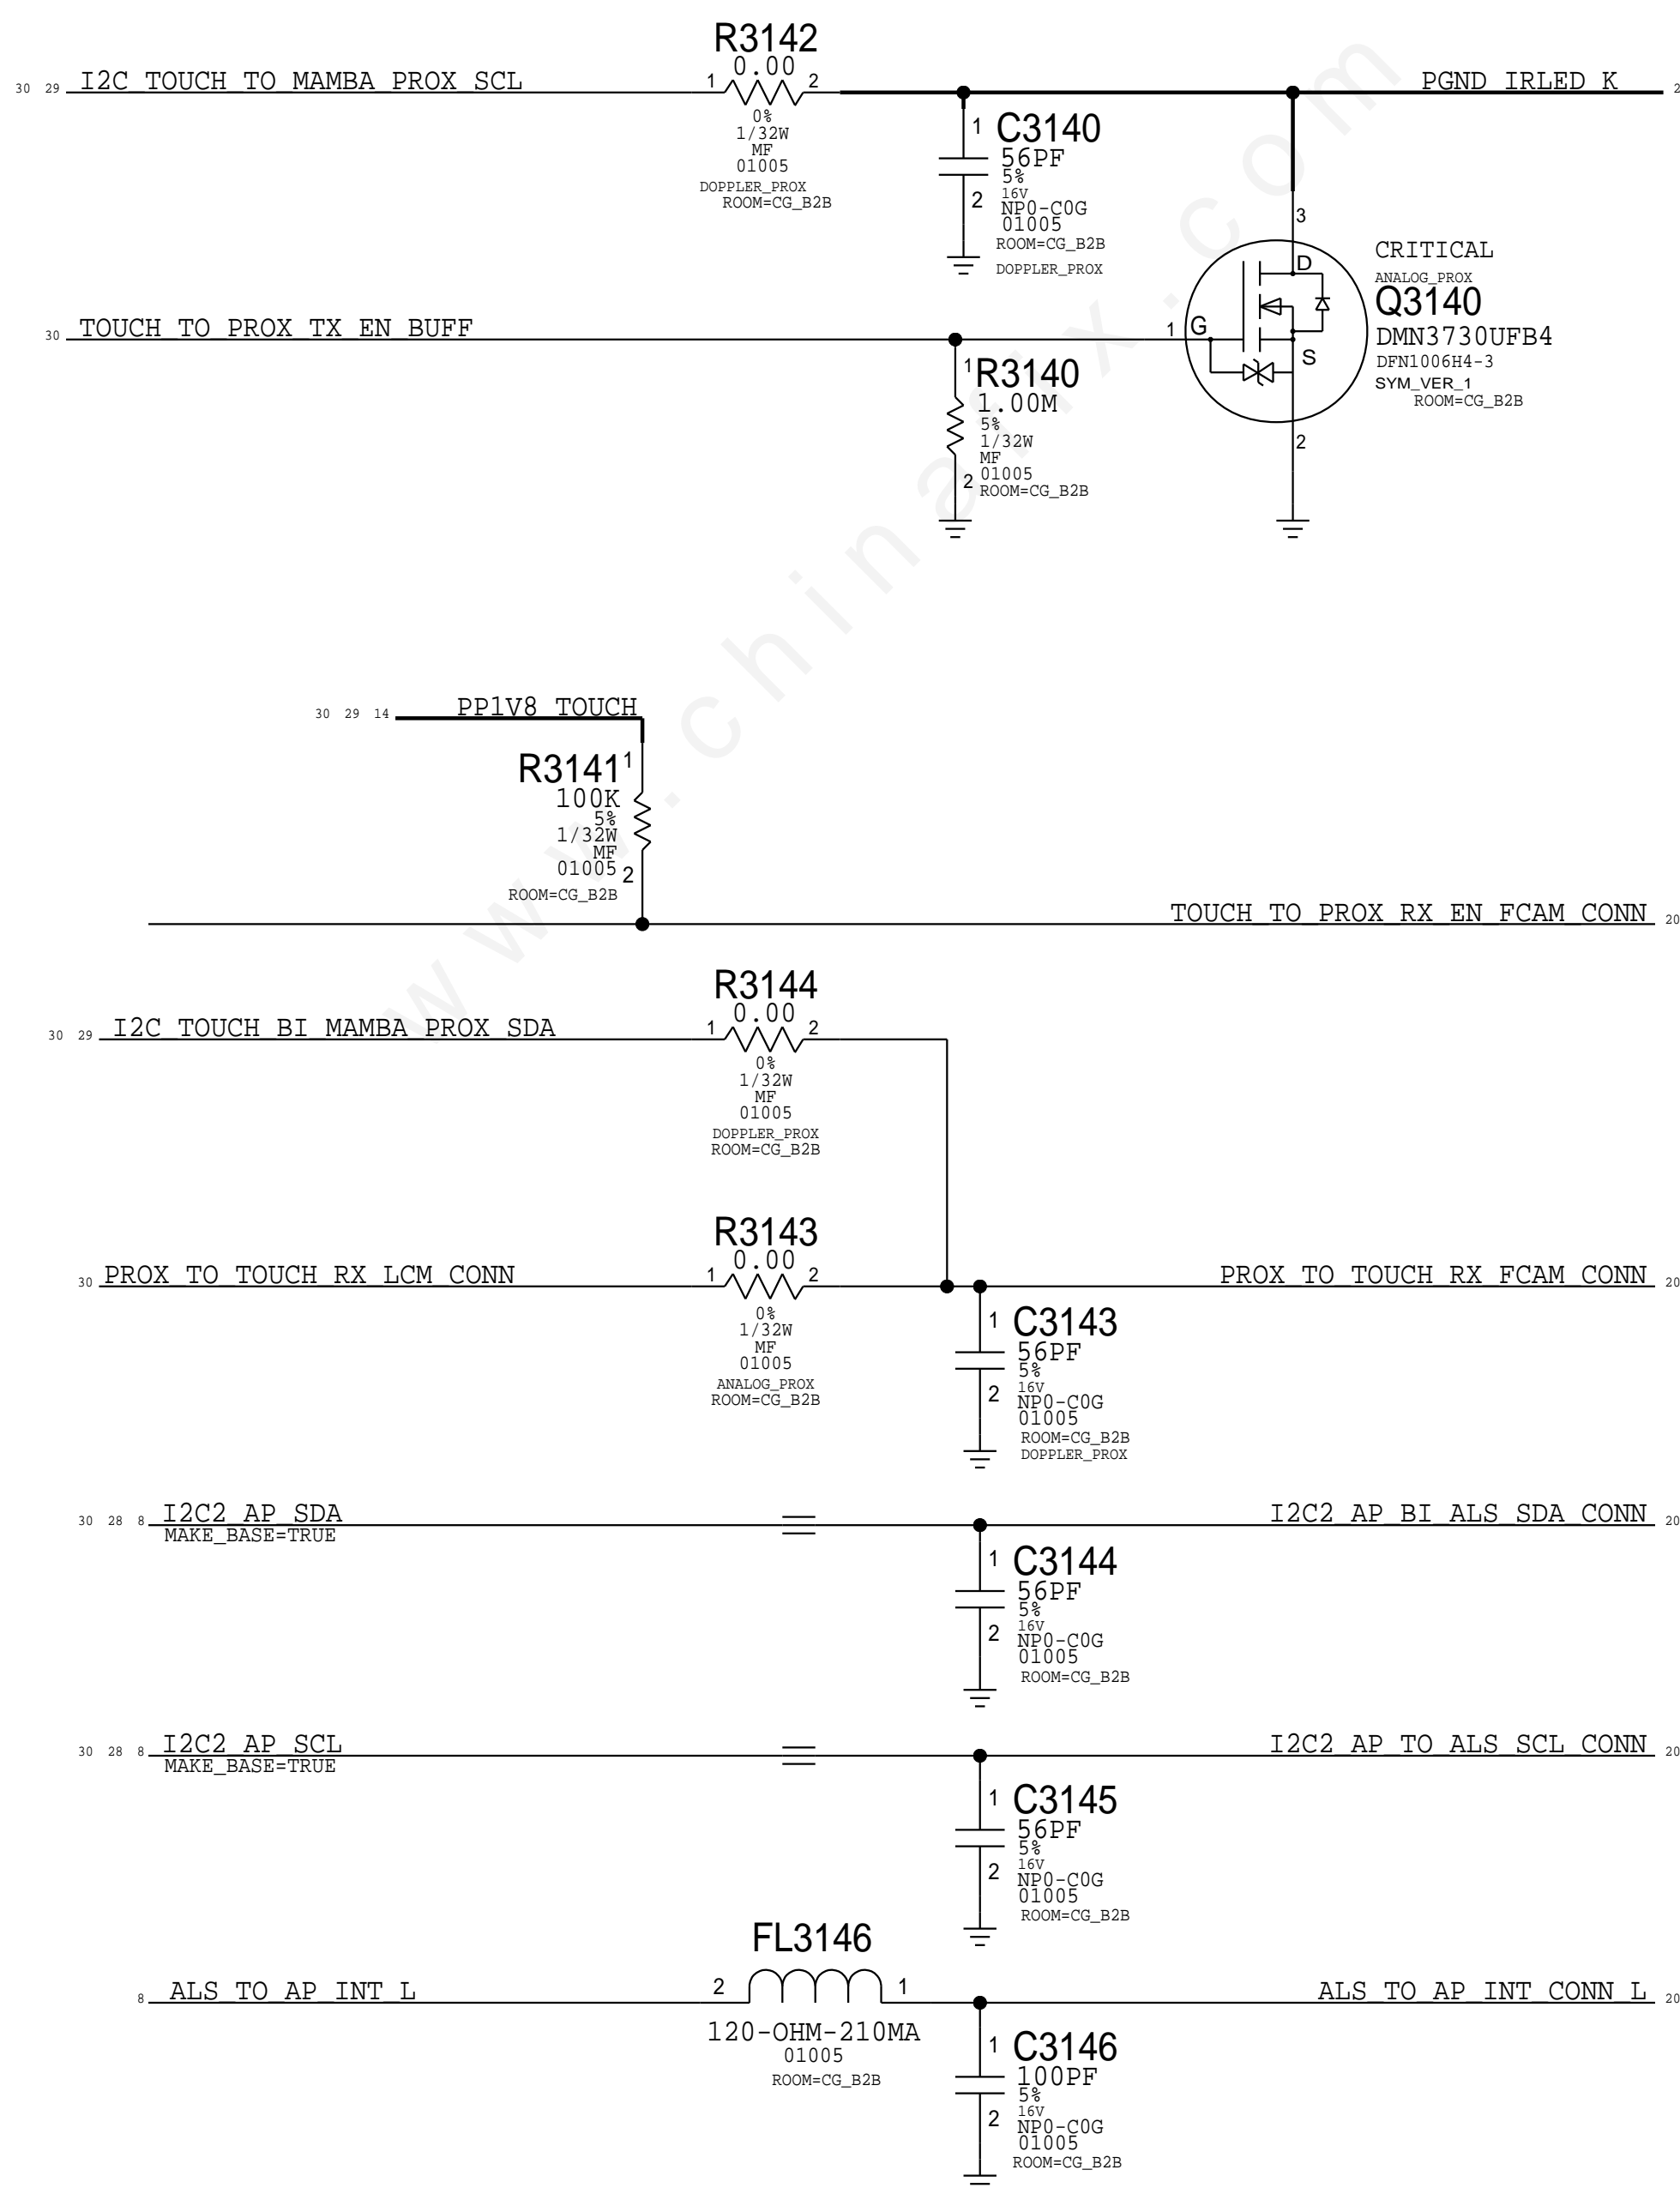 R3142
0.00
1 2
30 29 I2C_TOUCH_TO_MAMBA_PROX_SCL
PGND_IRLED_K
0%
1/32W
MF
01005
DOPPLER_PROX
ROOM=CG_B2B
1
C3140
56PF
5%
16V
2
NP0-C0G
01005
ROOM=CG_B2B
DOPPLER_PROX
3
D
CRITICAL
ANALOG_PROX
Q3140
DMN3730UFB4
DFN1006H4-3
SYM_VER_1
ROOM=CG_B2B
30 TOUCH_TO_PROX_TX_EN_BUFF
1 G
S
2
1
R3140
1.00M
5%
1/32W
MF
01005
2
ROOM=CG_B2B
30 29 14 PP1V8_TOUCH
R3141
1
100K
5%
1/32W
MF
01005
2
ROOM=CG_B2B
TOUCH_TO_PROX_RX_EN_FCAM_CONN 20
R3144
0.00
1 2
30 29 I2C_TOUCH_BI_MAMBA_PROX_SDA
0%
1/32W
MF
01005
DOPPLER_PROX
ROOM=CG_B2B
R3143
0.00
1 2
30 PROX_TO_TOUCH_RX_LCM_CONN
PROX_TO_TOUCH_RX_FCAM_CONN 20
0%
1/32W
MF
01005
ANALOG_PROX
ROOM=CG_B2B
1
C3143
56PF
5%
16V
2
NP0-C0G
01005
ROOM=CG_B2B
DOPPLER_PROX
30 28 8 I2C2_AP_SDA
MAKE_BASE=TRUE
I2C2_AP_BI_ALS_SDA_CONN 20
1
C3144
56PF
5%
16V
2
NP0-C0G
01005
ROOM=CG_B2B
30 28 8 I2C2_AP_SCL
MAKE_BASE=TRUE
I2C2_AP_TO_ALS_SCL_CONN 20
1
C3145
56PF
5%
16V
2
NP0-C0G
01005
ROOM=CG_B2B
FL3146
2 1
8 ALS_TO_AP_INT_L
ALS_TO_AP_INT_CONN_L 20
120-OHM-210MA
01005
ROOM=CG_B2B
1
C3146
100PF
5%
16V
2
NP0-C0G
01005
ROOM=CG_B2B